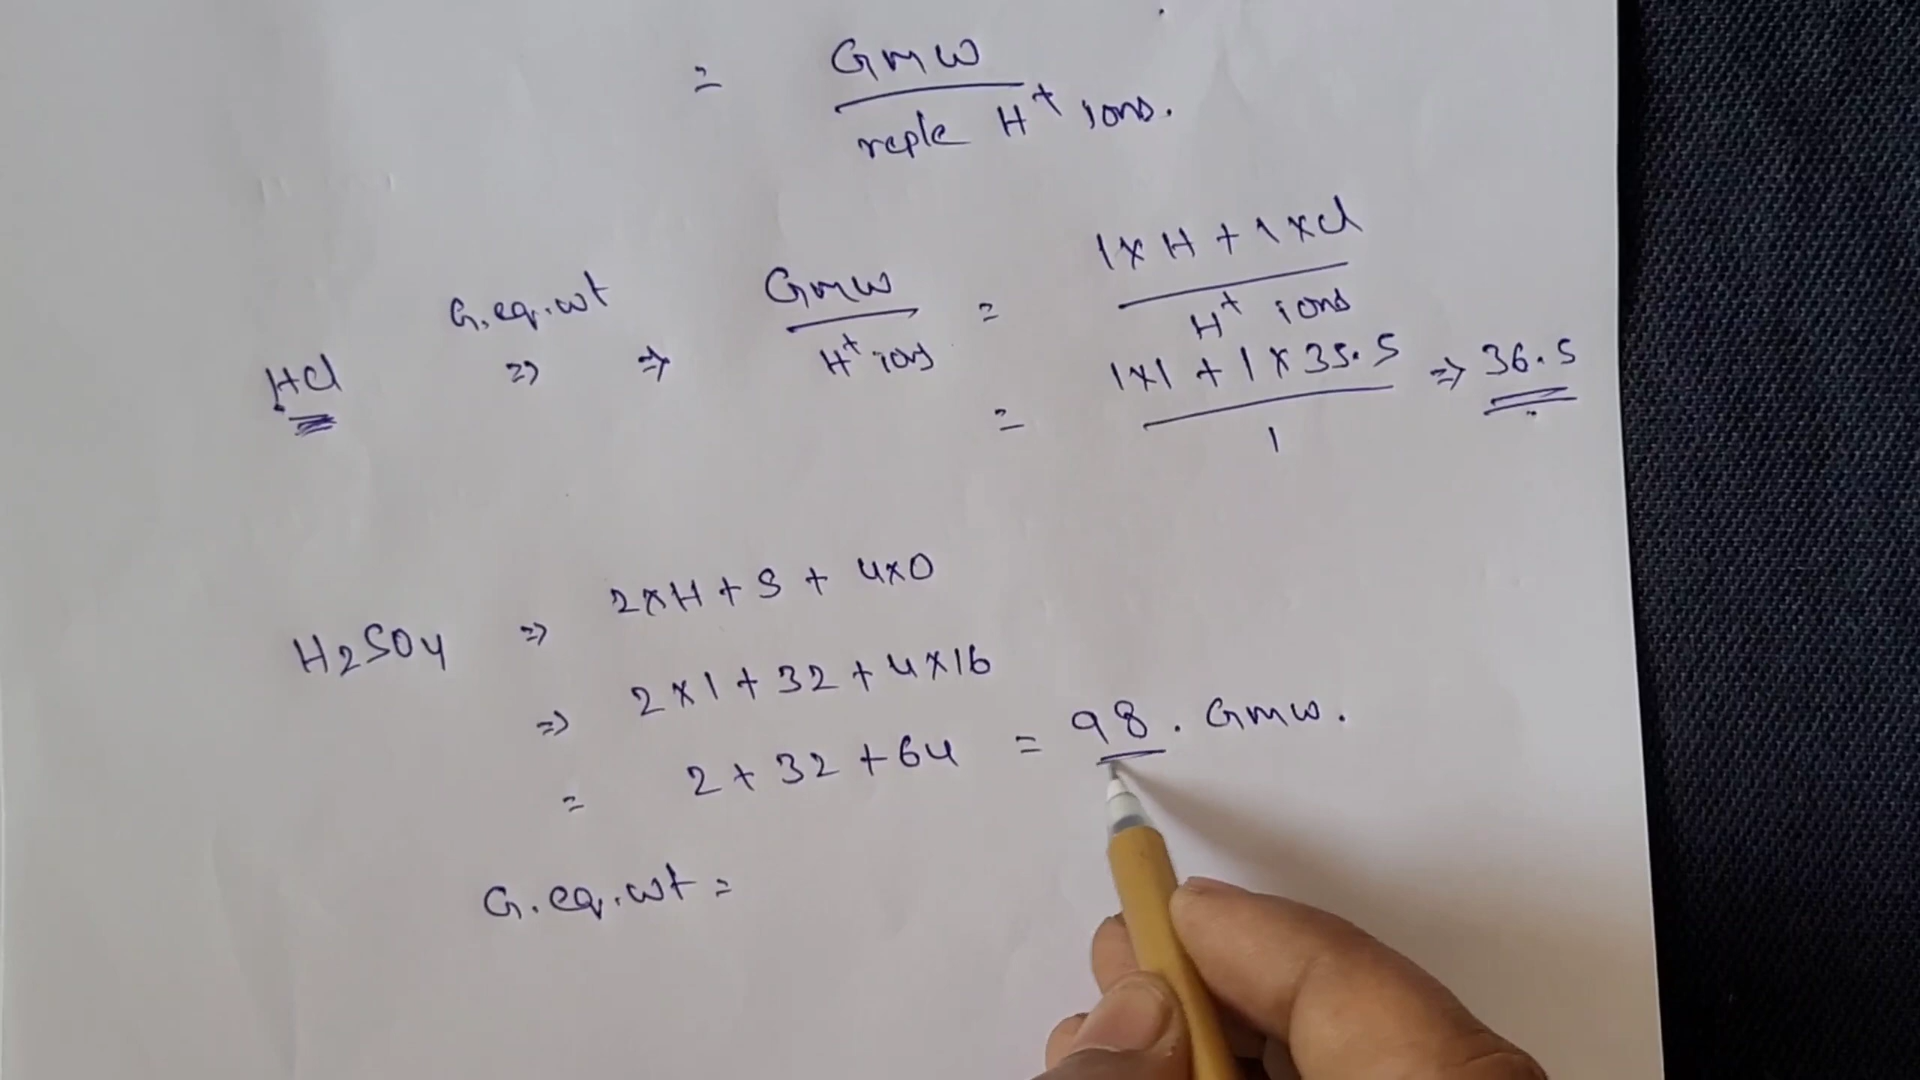 = GMW
reple H⁺ ions.
G.eq.wt GMW = 1 × H + 1 × Cl
H⁺ ions
HCl ⇒ ⇒ H⁺ ions
= 1×1 + 1 × 35.5 ⇒ 36.5
1
H2SO4 ⇒ 2×H + S + 4×O
⇒ 2×1 + 32 + 4×16
= 2 + 32 + 64 = 98. GMW.
G.eq.wt =